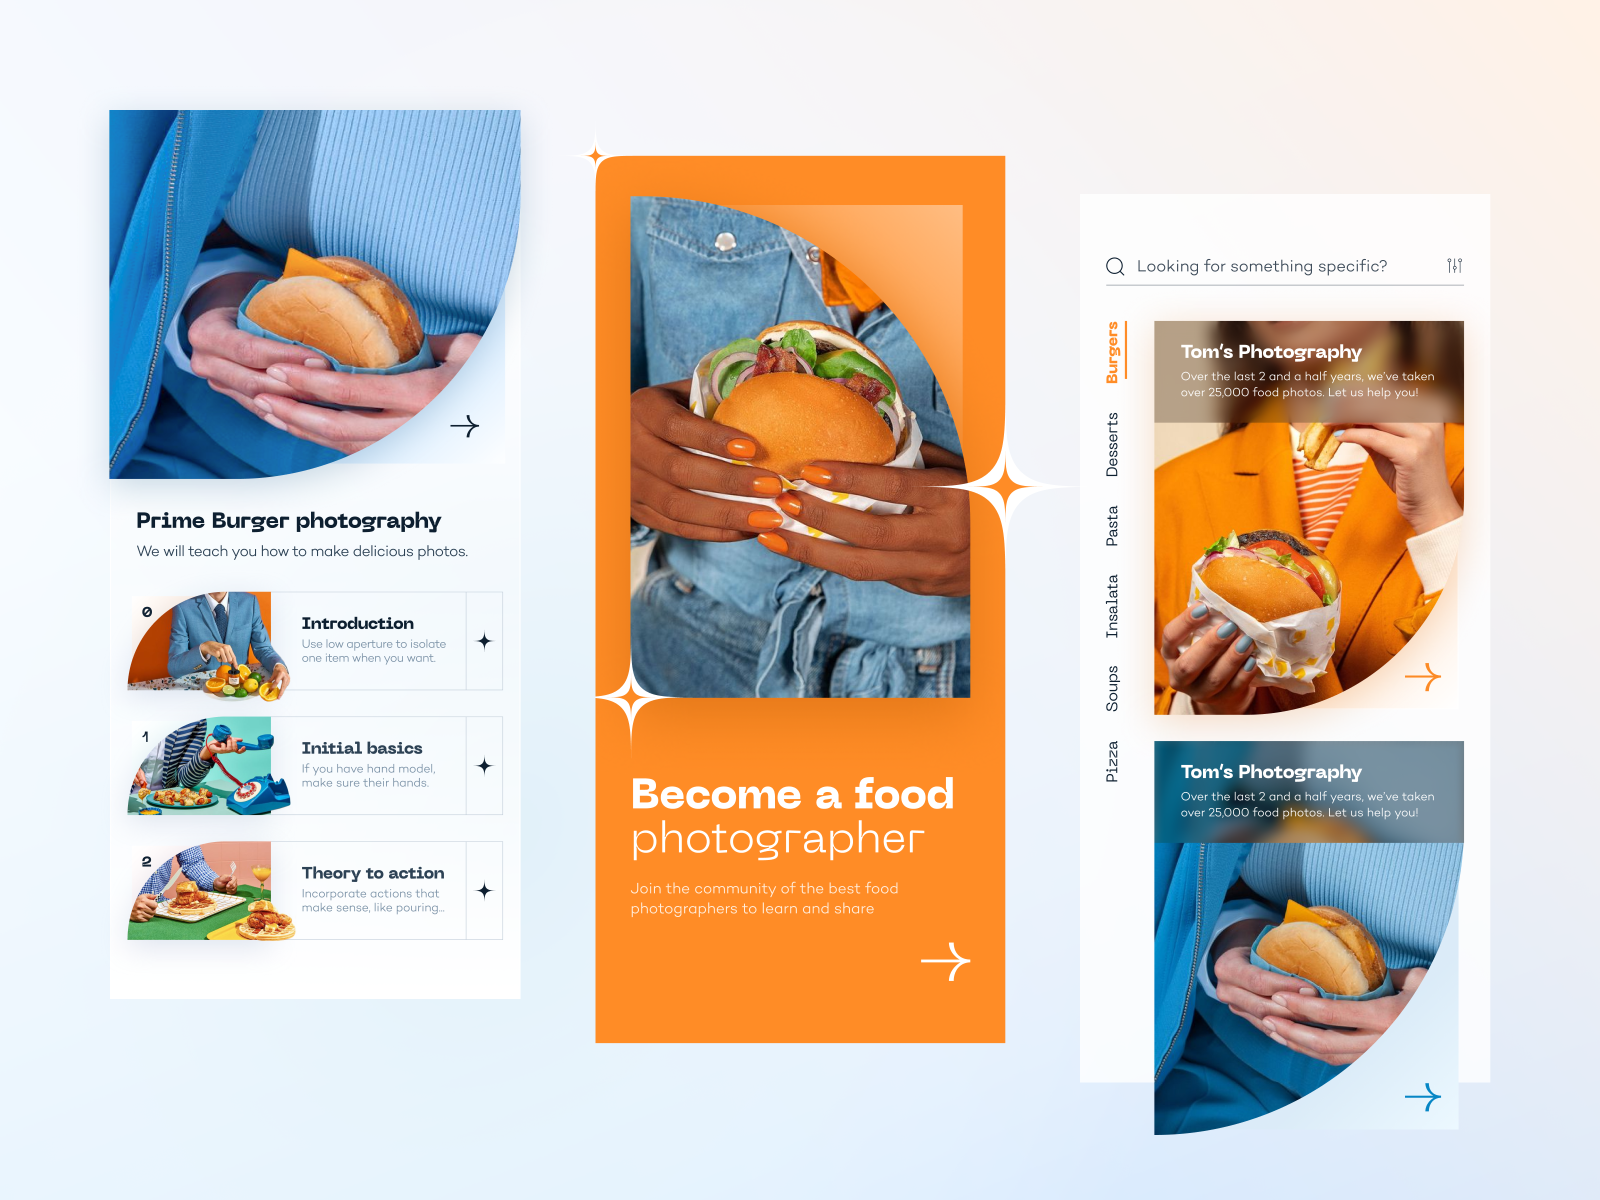 Prime Burger photography
We will teach you how to make delicious photos.
0
Introduction
Use low aperture to isolate
one item when you want.
1
Initial basics
If you have hand model,
make sure their hands.
2
Theory to action
Incorporate actions that
make sense, like pouring...
Become a food
photographer
Join the community of the best food
photographers to learn and share
Looking for something specific?
Burgers
Desserts
Pasta
Insalata
Soups
Pizza
Tom's Photography
Over the last 2 and a half years, we've taken
over 25,000 food photos. Let us help you!
Tom's Photography
Over the last 2 and a half years, we've taken
over 25,000 food photos. Let us help you!